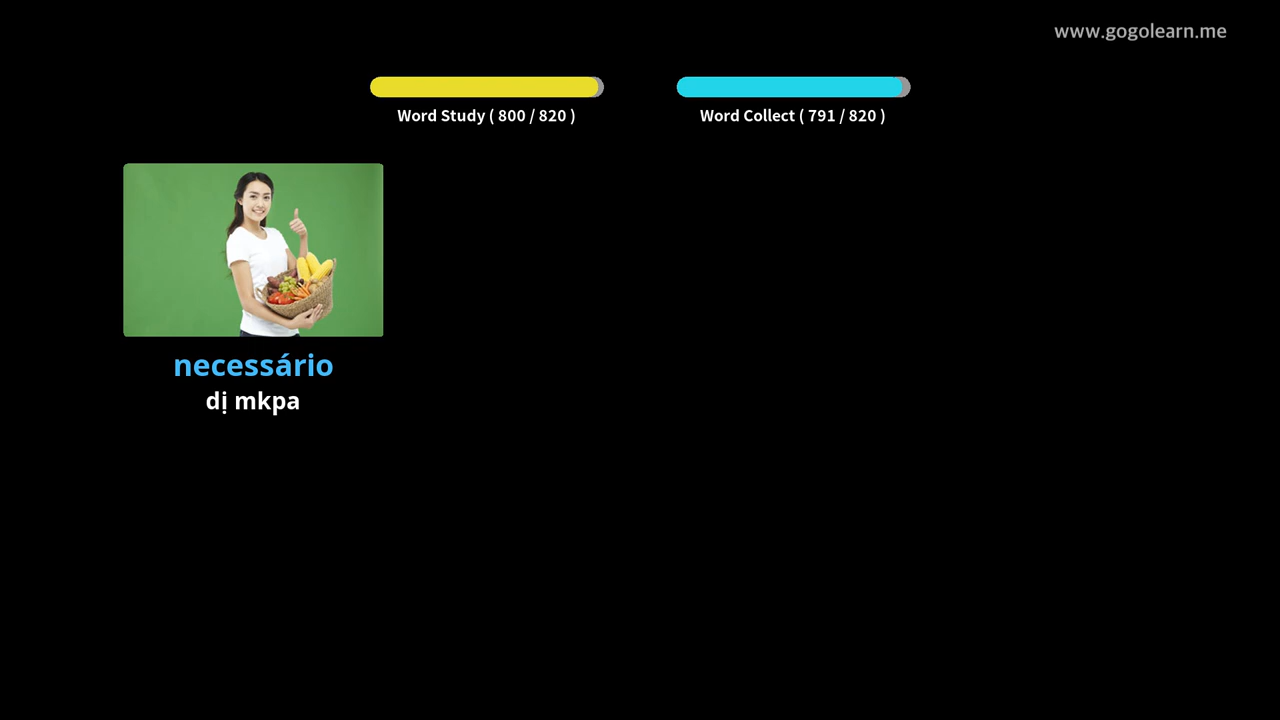 www.gogolearn.me
Word Study ( 800 / 820 )
Word Collect ( 791 / 820 )
necessário
dị mkpa